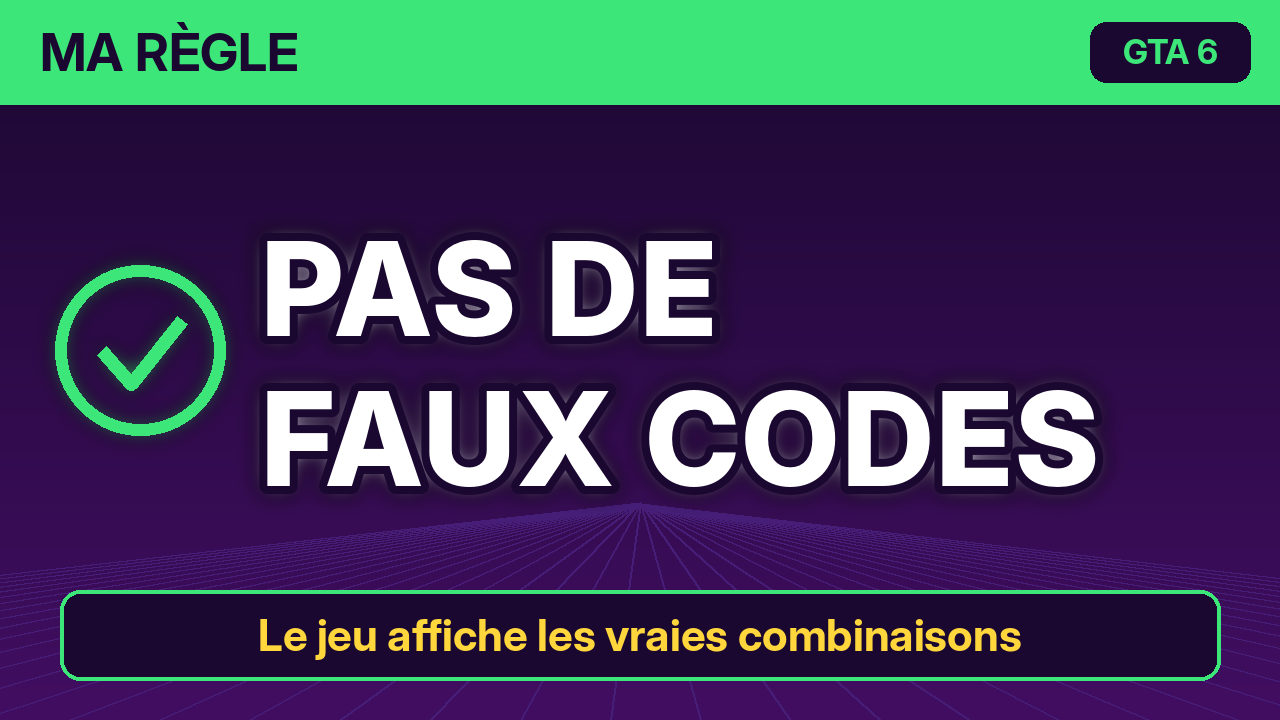 MA RÈGLE
GTA 6
PAS DE
FAUX CODES
Le jeu affiche les vraies combinaisons